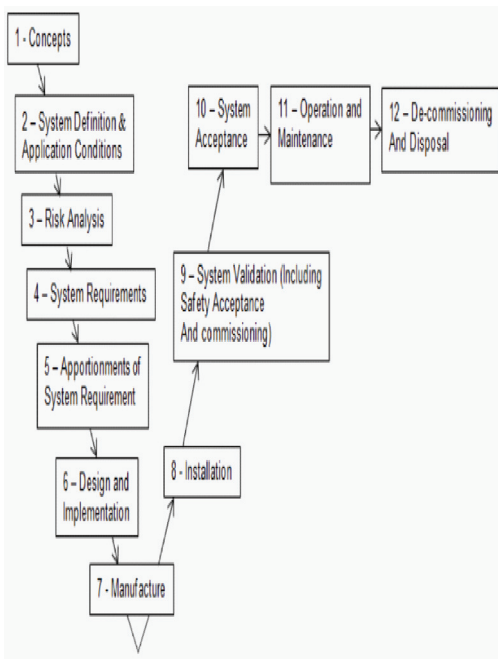 1 - Concepts
2 – System Definition &
Application Conditions
3 – Risk Analysis
4 – System Requirements
5 – Apportionments of
System Requirement
6 – Design and
Implementation
7 - Manufacture
8 - Installation
9 – System Validation (Including
Safety Acceptance
And commissioning)
10 – System
Acceptance
11 – Operation and
Maintenance
12 – De-commissioning
And Disposal